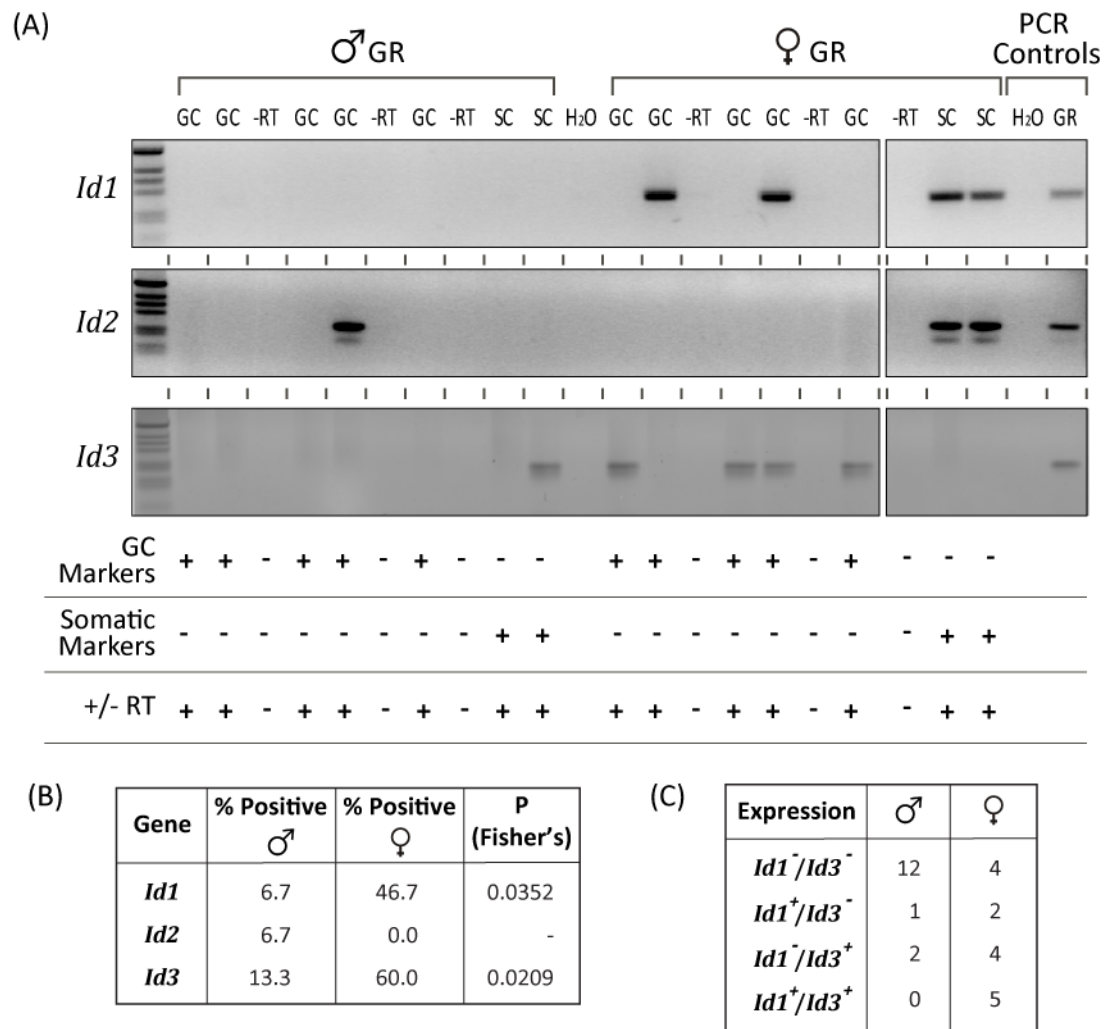 (A)
♂ GR
♀ GR
PCR
Controls
GC GC -RT GC GC -RT GC -RT SC SC H₂O GC GC -RT GC GC -RT GC -RT SC SC H₂O GR
Id1
Id2
Id3
GC
Markers
+ + - + + - + - - - + + - + + - + - - -
Somatic
Markers
- - - - - - - - + + - - - - - - - - + +
+/- RT + + - + + - + - + + + + - + + - + - + +
(B)
Gene % Positive ♂ % Positive ♀ P (Fisher's)
Id1 6.7 46.7 0.0352
Id2 6.7 0.0 -
Id3 13.3 60.0 0.0209
(C)
Expression ♂ ♀
Id1⁻/Id3⁻ 12 4
Id1⁺/Id3⁻ 1 2
Id1⁻/Id3⁺ 2 4
Id1⁺/Id3⁺ 0 5